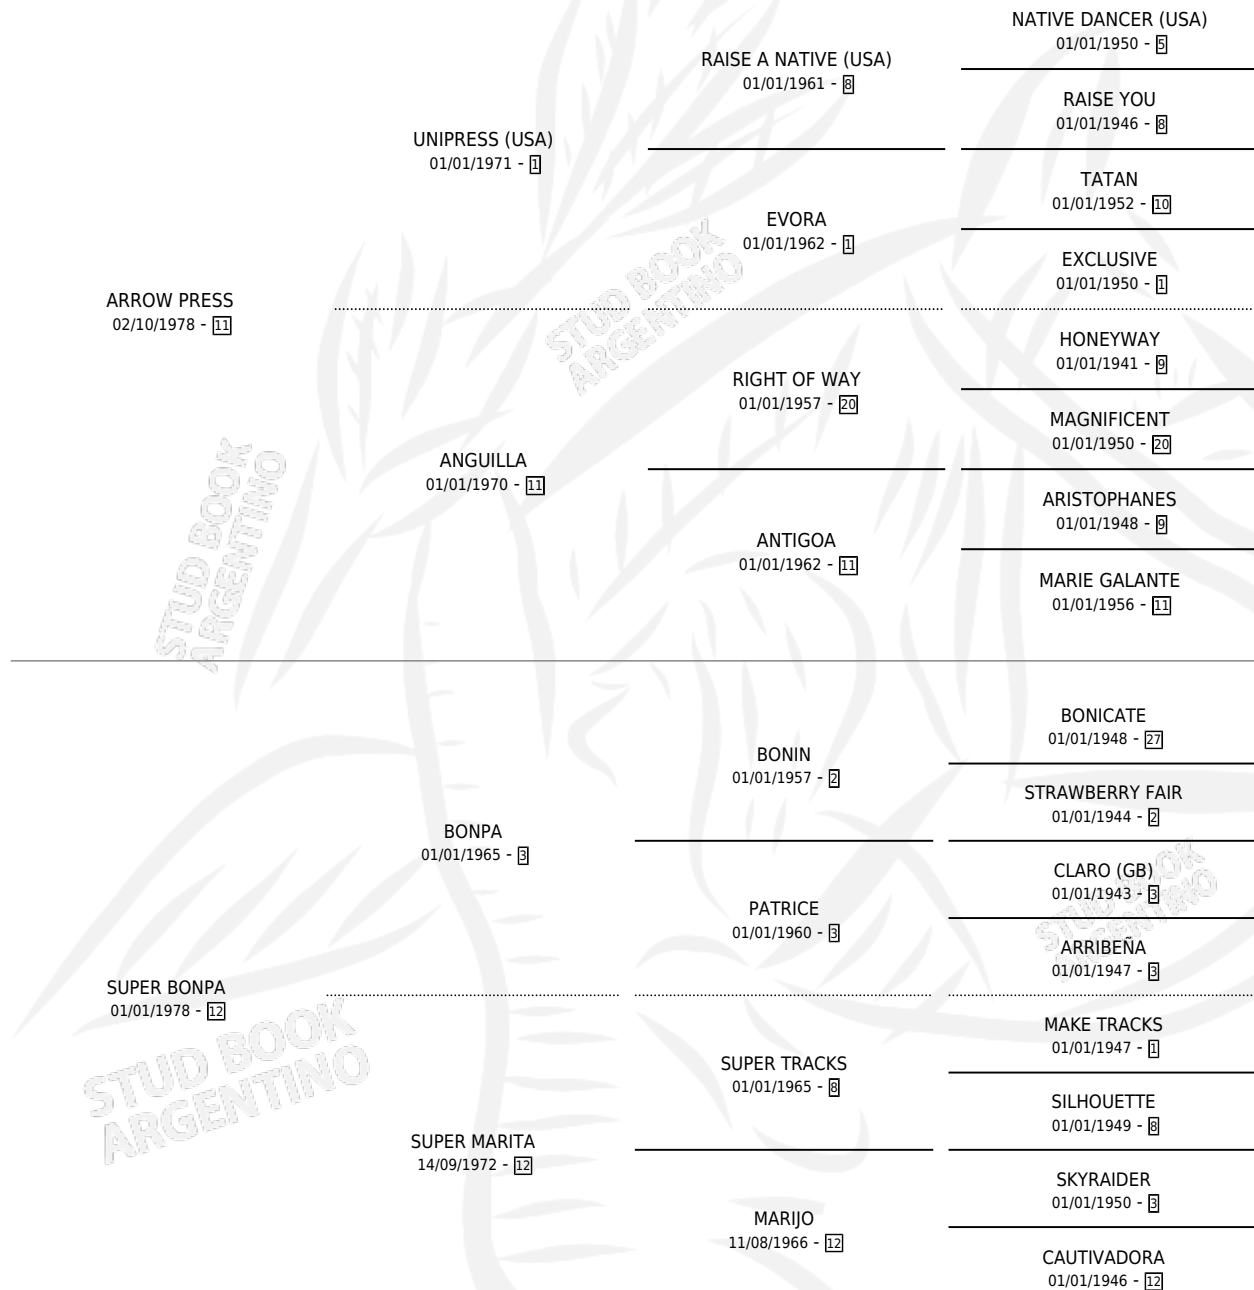 NATIVE DANCER (USA)
01/01/1950 - 5
RAISE A NATIVE (USA)
01/01/1961 - 8
RAISE YOU
01/01/1946 - 8
UNIPRESS (USA)
01/01/1971 - 1
TATAN
01/01/1952 - 10
EVORA
01/01/1962 - 1
EXCLUSIVE
01/01/1950 - 1
ARROW PRESS
02/10/1978 - 11
HONEYWAY
01/01/1941 - 9
RIGHT OF WAY
01/01/1957 - 20
MAGNIFICENT
01/01/1950 - 20
ANGUILLA
01/01/1970 - 11
ARISTOPHANES
01/01/1948 - 9
ANTIGOA
01/01/1962 - 11
MARIE GALANTE
01/01/1956 - 11
BONICATE
01/01/1948 - 27
BONIN
01/01/1957 - 2
STRAWBERRY FAIR
01/01/1944 - 2
BONPA
01/01/1965 - 3
CLARO (GB)
01/01/1943 - 3
PATRICE
01/01/1960 - 3
ARRIBEÑA
01/01/1947 - 3
SUPER BONPA
01/01/1978 - 12
MAKE TRACKS
01/01/1947 - 1
SUPER TRACKS
01/01/1965 - 8
SILHOUETTE
01/01/1949 - 8
SUPER MARITA
14/09/1972 - 12
SKYRAIDER
01/01/1950 - 3
MARIJO
11/08/1966 - 12
CAUTIVADORA
01/01/1946 - 12
STUD BOOK
ARGENTINO
STUD BOOK
ARGENTINO
STUD BOOK
ARGENTINO
STUD BOOK
ARGENTINO